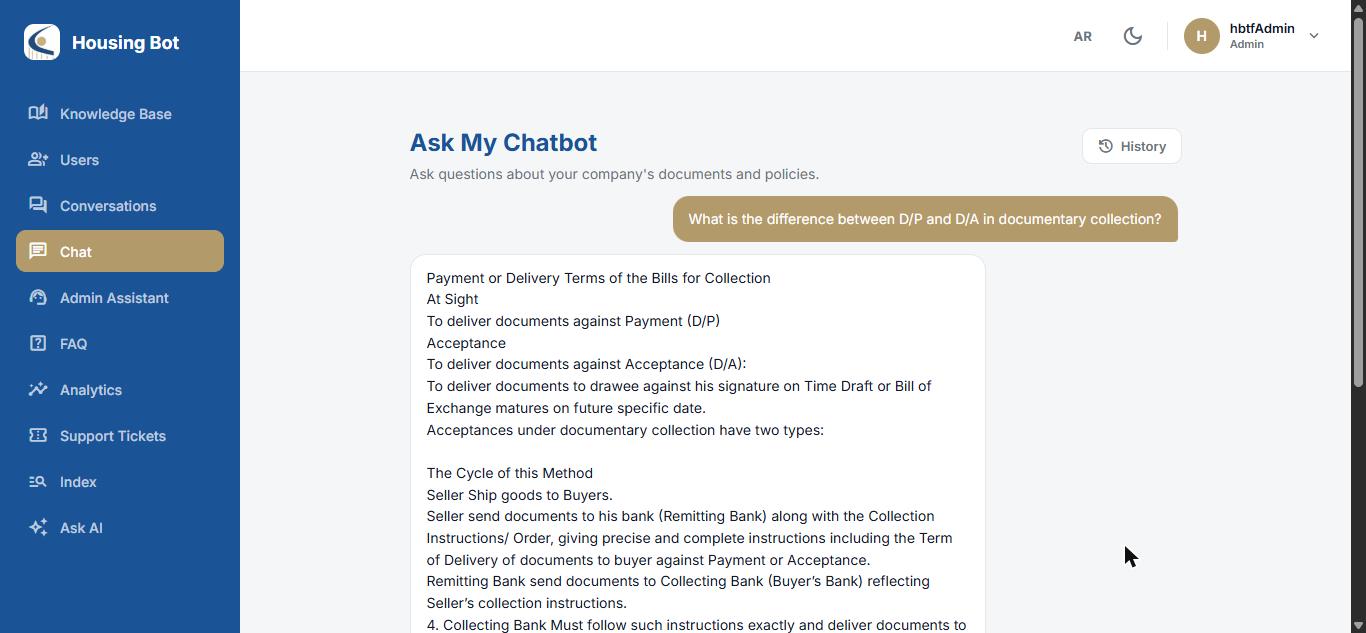 Housing Bot
AR
H
hbtfAdmin
Admin
Knowledge Base
Users
Conversations
Chat
Admin Assistant
FAQ
Analytics
Support Tickets
Index
Ask AI
Ask My Chatbot
History
Ask questions about your company's documents and policies.
What is the difference between D/P and D/A in documentary collection?
Payment or Delivery Terms of the Bills for Collection
At Sight
To deliver documents against Payment (D/P)
Acceptance
To deliver documents against Acceptance (D/A):
To deliver documents to drawee against his signature on Time Draft or Bill of
Exchange matures on future specific date.
Acceptances under documentary collection have two types:
The Cycle of this Method
Seller Ship goods to Buyers.
Seller send documents to his bank (Remitting Bank) along with the Collection
Instructions/ Order, giving precise and complete instructions including the Term
of Delivery of documents to buyer against Payment or Acceptance.
Remitting Bank send documents to Collecting Bank (Buyer’s Bank) reflecting
Seller’s collection instructions.
4. Collecting Bank Must follow such instructions exactly and deliver documents to